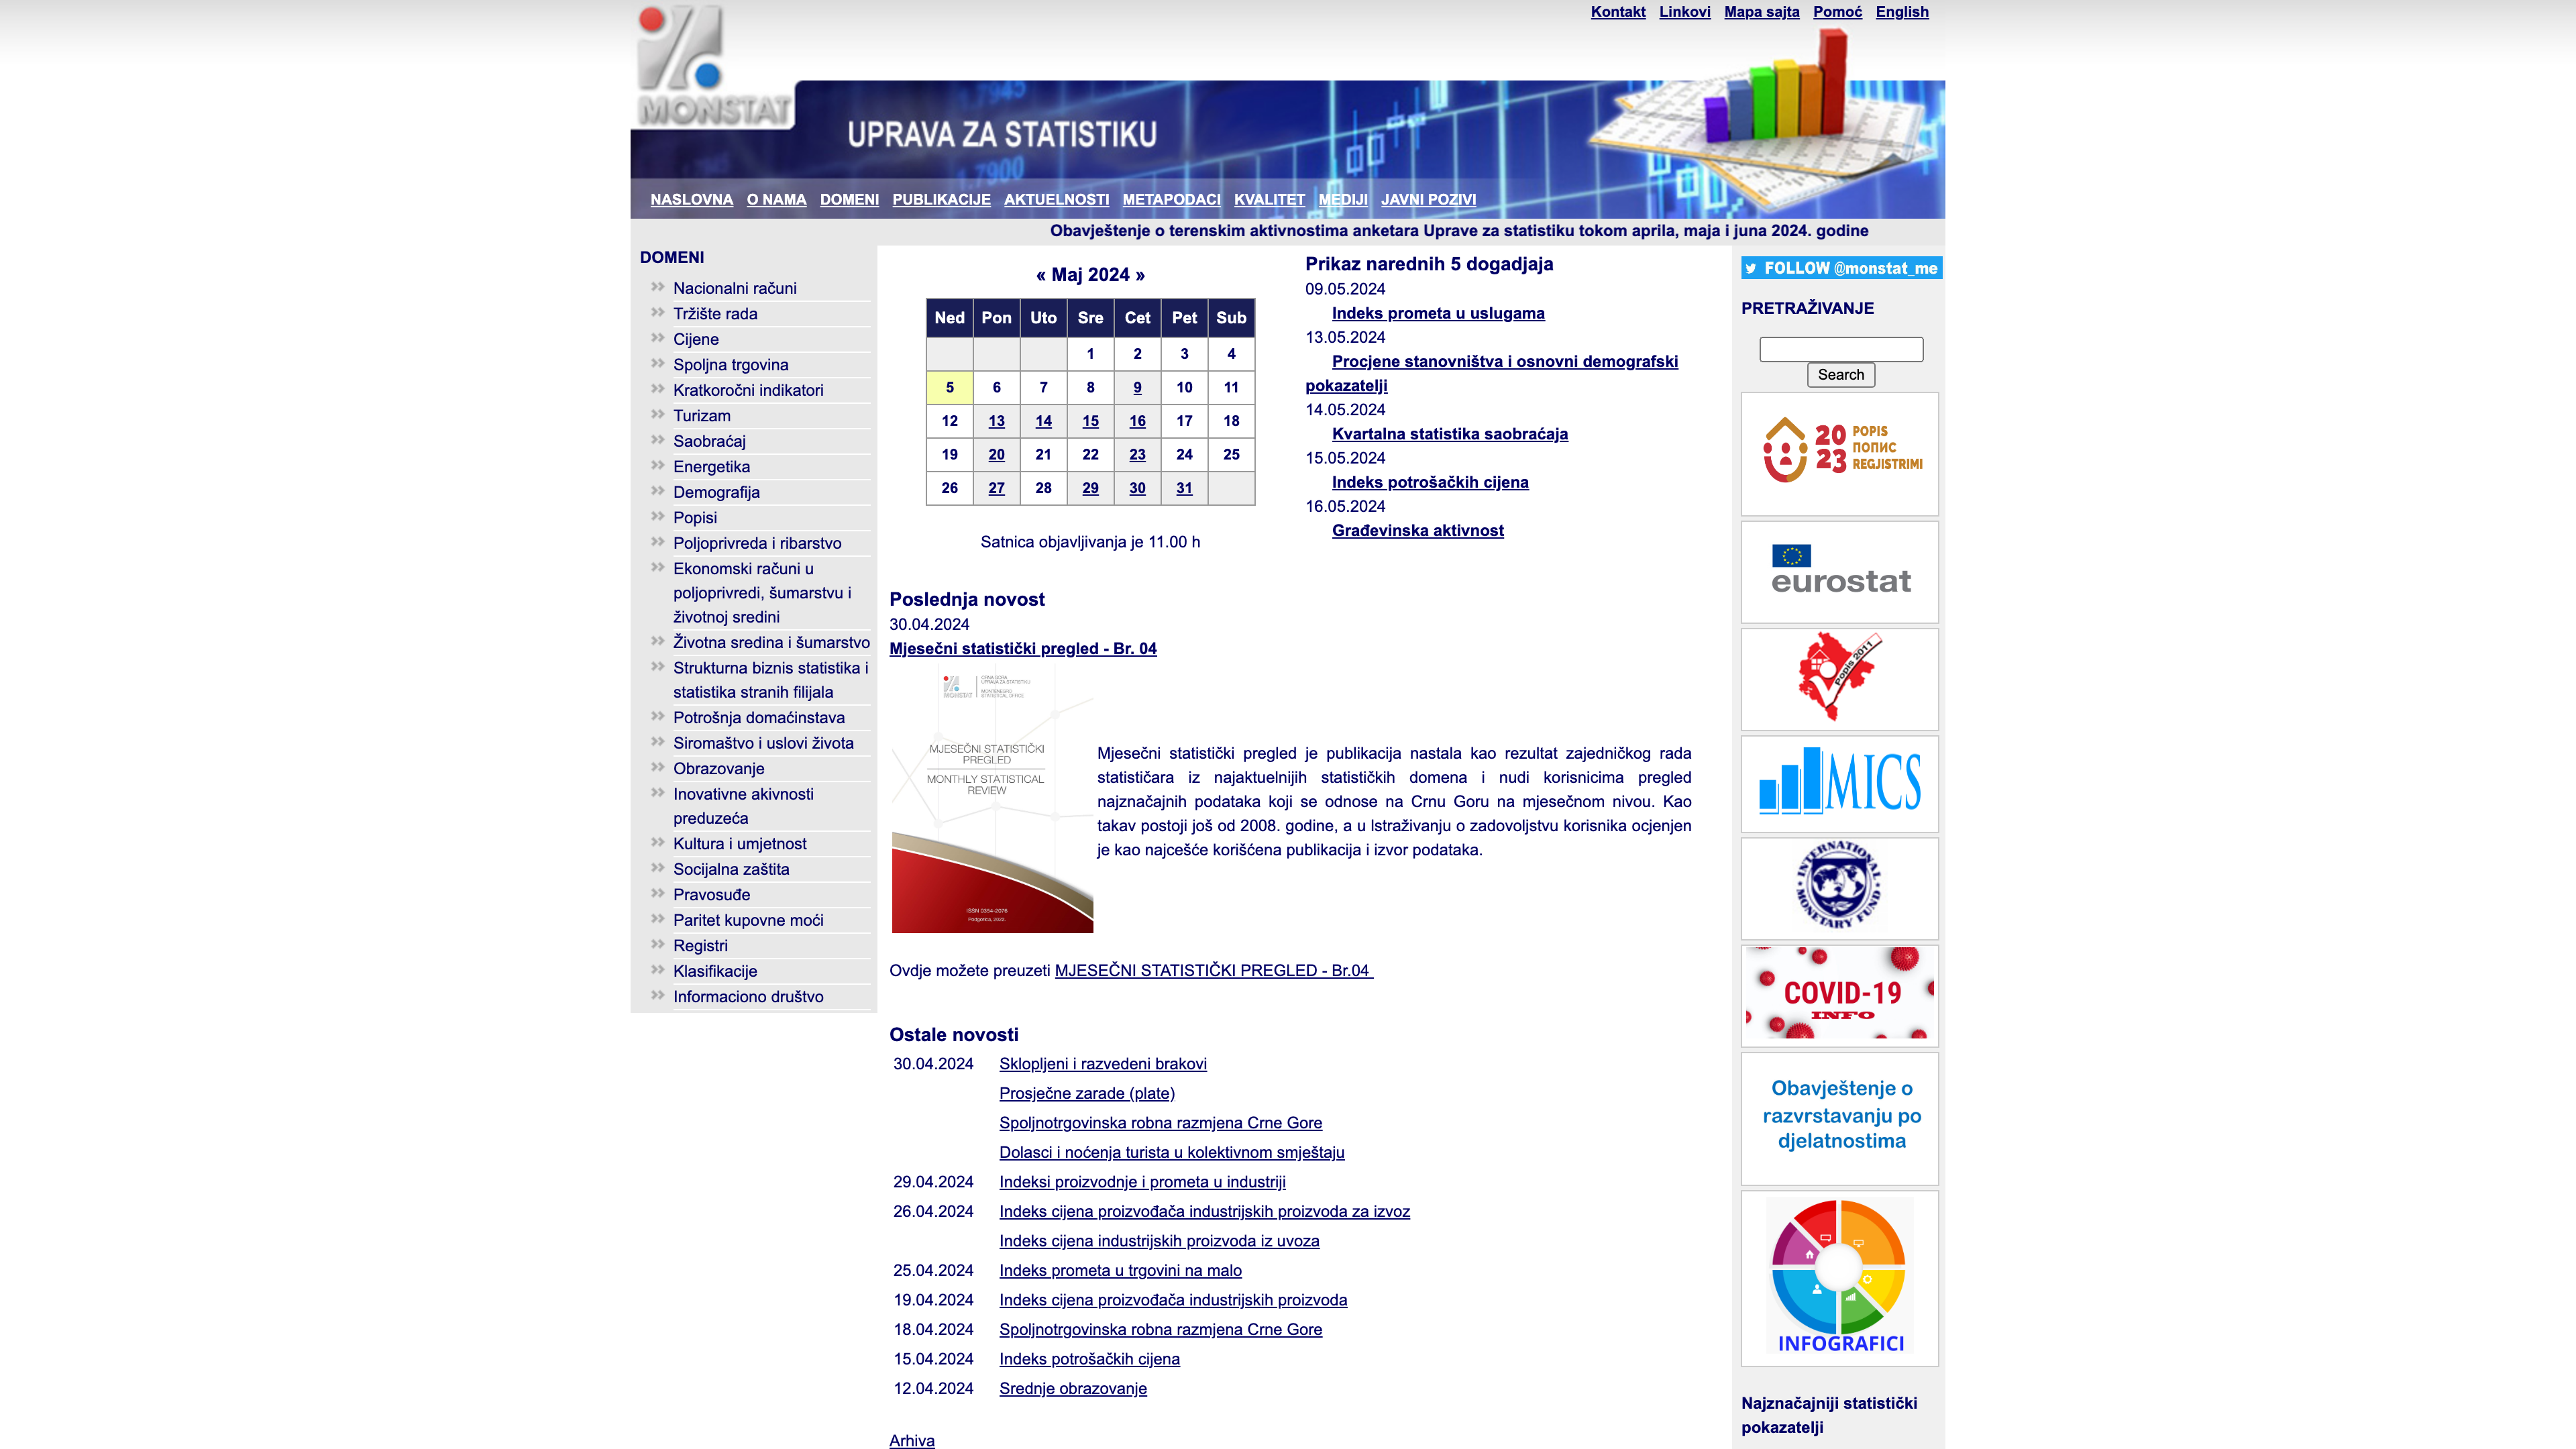 Kontakt Linkovi Mapa sajta Pomoć English
MONSTAT
UPRAVA ZA STATISTIKU
NASLOVNA O NAMA DOMENI PUBLIKACIJE AKTUELNOSTI METAPODACI KVALITET MEDIJI JAVNI POZIVI
Obavještenje o terenskim aktivnostima anketara Uprave za statistiku tokom aprila, maja i juna 2024. godine
DOMENI
Nacionalni računi
Tržište rada
Cijene
Spoljna trgovina
Kratkoročni indikatori
Turizam
Saobraćaj
Energetika
Demografija
Popisi
Poljoprivreda i ribarstvo
Ekonomski računi u
poljoprivredi, šumarstvu i
životnoj sredini
Životna sredina i šumarstvo
Strukturna biznis statistika i
statistika stranih filijala
Potrošnja domaćinstava
Siromaštvo i uslovi života
Obrazovanje
Inovativne akivnosti
preduzeća
Kultura i umjetnost
Socijalna zaštita
Pravosuđe
Paritet kupovne moći
Registri
Klasifikacije
Informaciono društvo
« Maj 2024 »
Ned Pon Uto Sre Cet Pet Sub
1 2 3 4
5 6 7 8 9 10 11
12 13 14 15 16 17 18
19 20 21 22 23 24 25
26 27 28 29 30 31
Satnica objavljivanja je 11.00 h
Prikaz narednih 5 dogadjaja
09.05.2024
Indeks prometa u uslugama
13.05.2024
Procjene stanovništva i osnovni demografski
pokazatelji
14.05.2024
Kvartalna statistika saobraćaja
15.05.2024
Indeks potrošačkih cijena
16.05.2024
Građevinska aktivnost
Poslednja novost
30.04.2024
Mjesečni statistički pregled - Br. 04
MONSTAT
CRNA GORA
UPRAVA ZA STATISTIKU
MONTENEGRO
STATISTICAL OFFICE
MJESEČNI STATISTIČKI
PREGLED
MONTHLY STATISTICAL
REVIEW
ISSN 0354-2076
Podgorica, 2022.
Mjesečni statistički pregled je publikacija nastala kao rezultat zajedničkog rada
statističara iz najaktuelnijih statističkih domena i nudi korisnicima pregled
najznačajnih podataka koji se odnose na Crnu Goru na mjesečnom nivou. Kao
takav postoji još od 2008. godine, a u Istraživanju o zadovoljstvu korisnika ocjenjen
je kao najcešće korišćena publikacija i izvor podataka.
Ovdje možete preuzeti MJESEČNI STATISTIČKI PREGLED - Br.04
Ostale novosti
30.04.2024 Sklopljeni i razvedeni brakovi
Prosječne zarade (plate)
Spoljnotrgovinska robna razmjena Crne Gore
Dolasci i noćenja turista u kolektivnom smještaju
29.04.2024 Indeksi proizvodnje i prometa u industriji
26.04.2024 Indeks cijena proizvođača industrijskih proizvoda za izvoz
Indeks cijena industrijskih proizvoda iz uvoza
25.04.2024 Indeks prometa u trgovini na malo
19.04.2024 Indeks cijena proizvođača industrijskih proizvoda
18.04.2024 Spoljnotrgovinska robna razmjena Crne Gore
15.04.2024 Indeks potrošačkih cijena
12.04.2024 Srednje obrazovanje
Arhiva
FOLLOW @monstat_me
PRETRAŽIVANJE
Search
2023 POPIS
ПОПИС
REGJISTRIMI
eurostat
Popis 2011
MICS
INTERNATIONAL
MONETARY FUND
COVID-19
INFO
Obavještenje o
razvrstavanju po
djelatnostima
INFOGRAFICI
Najznačajniji statistički
pokazatelji